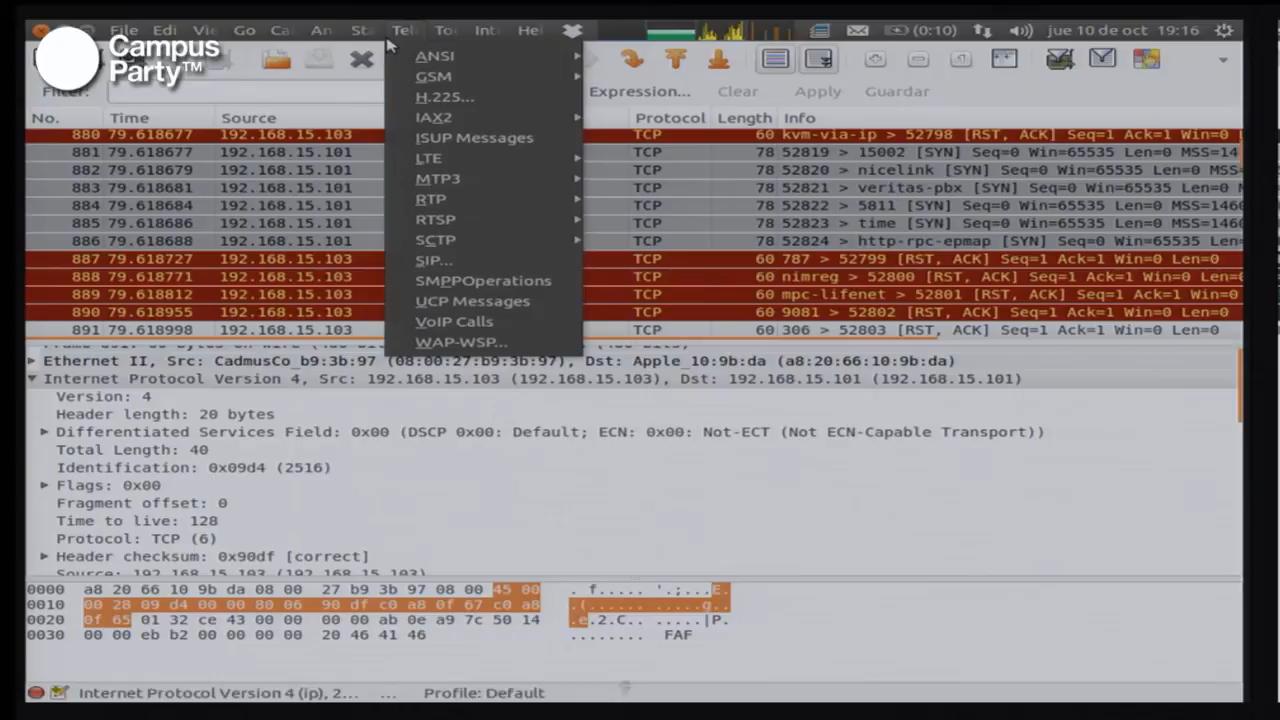 Campus
Party™
Edi Vi Go Ca An Sta Tel To Int He (0:10) jue 10 de oct 19:16
Filter: Expression... Clear Apply Guardar
ANSI
GSM
H.225...
IAX2
ISUP Messages
LTE
MTP3
RTP
RTSP
SCTP
SIP...
SMPPOperations
UCP Messages
VoIP Calls
WAP-WSP...
No. Time Source Protocol Length Info
880 79.618677 192.168.15.103 TCP 60 kvm-via-ip > 52798 [RST, ACK] Seq=1 Ack=1 Win=0 L
881 79.618677 192.168.15.101 TCP 78 52819 > 15002 [SYN] Seq=0 Win=65535 Len=0 MSS=14
882 79.618679 192.168.15.101 TCP 78 52820 > nicelink [SYN] Seq=0 Win=65535 Len=0
883 79.618681 192.168.15.101 TCP 78 52821 > veritas-pbx [SYN] Seq=0 Win=65535 Len
884 79.618684 192.168.15.101 TCP 78 52822 > 5811 [SYN] Seq=0 Win=65535 Len=0 MSS=1460
885 79.618686 192.168.15.101 TCP 78 52823 > time [SYN] Seq=0 Win=65535 Len=0 MSS=1460
886 79.618688 192.168.15.101 TCP 78 52824 > http-rpc-epmap [SYN] Seq=0 Win=65535 L
887 79.618727 192.168.15.103 TCP 60 787 > 52799 [RST, ACK] Seq=1 Ack=1 Win=0 Len=0
888 79.618771 192.168.15.103 TCP 60 nimreg > 52800 [RST, ACK] Seq=1 Ack=1 Win=0 Len=0
889 79.618812 192.168.15.103 TCP 60 mpc-lifenet > 52801 [RST, ACK] Seq=1 Ack=1 Win=0
890 79.618955 192.168.15.103 TCP 60 9081 > 52802 [RST, ACK] Seq=1 Ack=1 Win=0 Len=0
891 79.618998 192.168.15.103 TCP 60 306 > 52803 [RST, ACK] Seq=1 Ack=1 Win=0 Len=0
Ethernet II, Src: CadmusCo_b9:3b:97 (08:00:27:b9:3b:97), Dst: Apple_10:9b:da (a8:20:66:10:9b:da)
Internet Protocol Version 4, Src: 192.168.15.103 (192.168.15.103), Dst: 192.168.15.101 (192.168.15.101)
Version: 4
Header length: 20 bytes
Differentiated Services Field: 0x00 (DSCP 0x00: Default; ECN: 0x00: Not-ECT (Not ECN-Capable Transport))
Total Length: 40
Identification: 0x09d4 (2516)
Flags: 0x00
Fragment offset: 0
Time to live: 128
Protocol: TCP (6)
Header checksum: 0x90df [correct]
Source: 192.168.15.103 (192.168.15.103)
0000 a8 20 66 10 9b da 08 00 27 b9 3b 97 08 00 45 00 . f..... '.;...E.
0010 00 28 09 d4 00 00 80 06 90 df c0 a8 0f 67 c0 a8 .(...... .....g..
0020 0f 65 01 32 ce 43 00 00 00 00 ab 0e a9 7c 50 14 .e.2.C.. .....|P.
0030 00 00 eb b2 00 00 00 00 20 46 41 46 ........ FAF
Internet Protocol Version 4 (ip), 2... ... Profile: Default